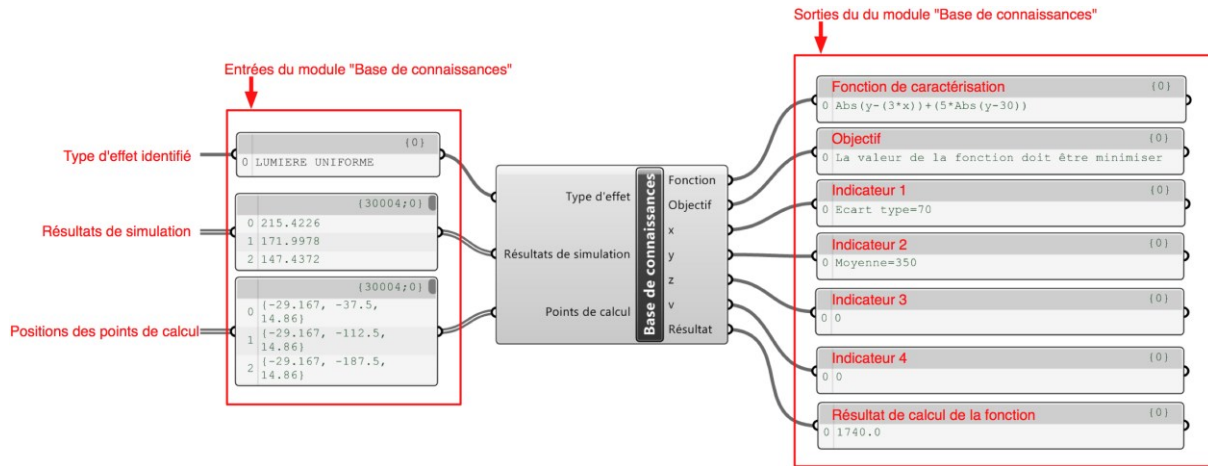 Sorties du du module "Base de connaissances"
Entrées du module "Base de connaissances"
Type d'effet identifié
{0}
0 LUMIERE UNIFORME
Résultats de simulation
{30004;0}
0 215.4226
1 171.9978
2 147.4372
Positions des points de calcul
{30004;0}
0 {-29.167, -37.5,
14.86}
1 {-29.167, -112.5,
14.86}
2 {-29.167, -187.5,
14.86}
Type d'effet
Résultats de simulation
Points de calcul
Base de connaissances
Fonction
Objectif
x
y
z
v
Résultat
Fonction de caractérisation {0}
0 Abs(y-(3*x))+(5*Abs(y-30))
Objectif {0}
0 La valeur de la fonction doit être minimiser
Indicateur 1 {0}
0 Ecart type=70
Indicateur 2 {0}
0 Moyenne=350
Indicateur 3 {0}
0 0
Indicateur 4 {0}
0 0
Résultat de calcul de la fonction {0}
0 1740.0